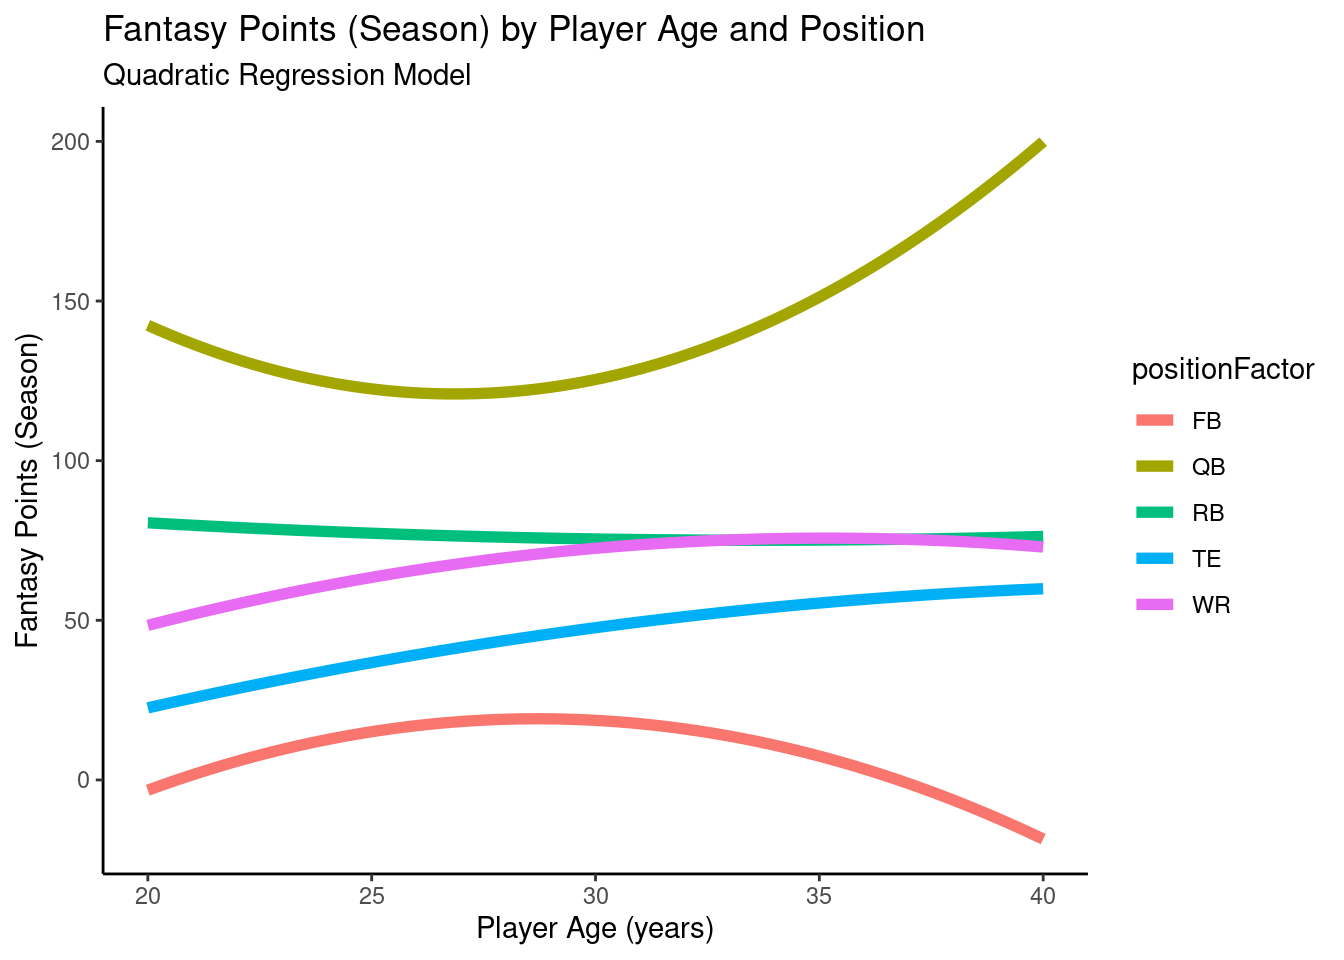 Fantasy Points (Season) by Player Age and Position
Quadratic Regression Model
Fantasy Points (Season)
200
150
100
50
0
20 25 30 35 40
Player Age (years)
positionFactor
FB
QB
RB
TE
WR